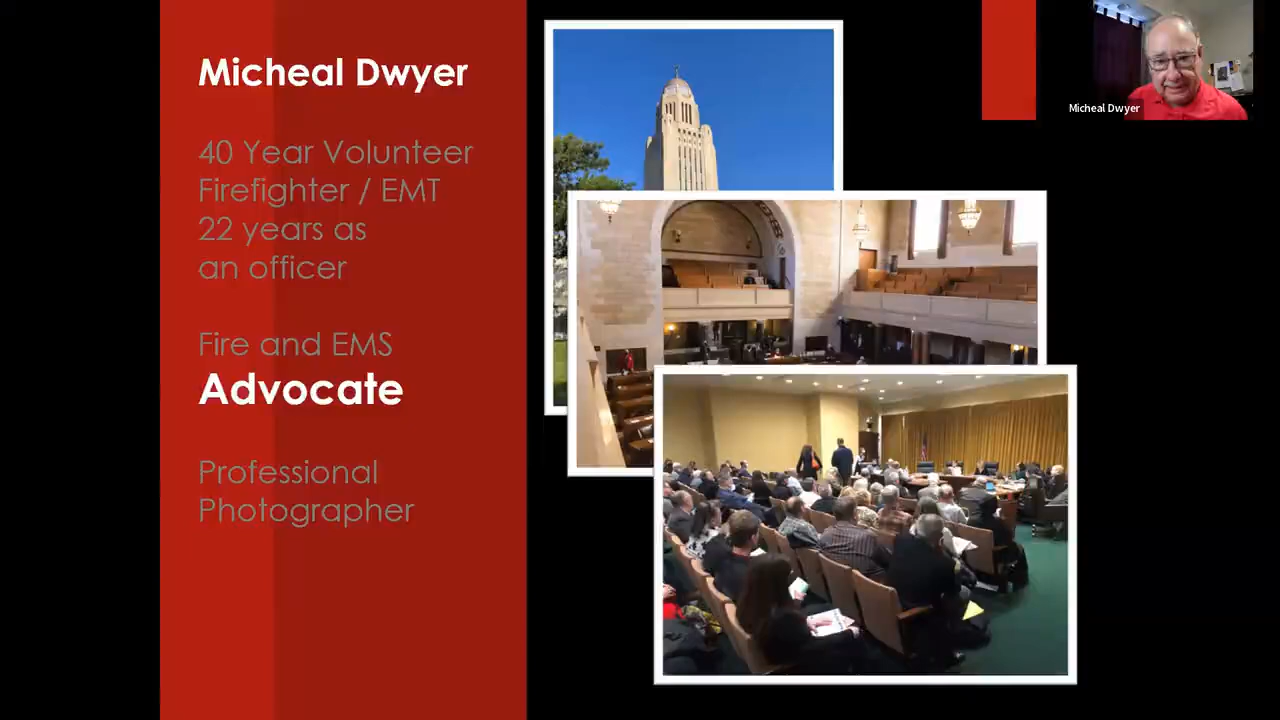 Micheal Dwyer
40 Year Volunteer
Firefighter / EMT
22 years as
an officer
Fire and EMS
Advocate
Professional
Photographer
Micheal Dwyer